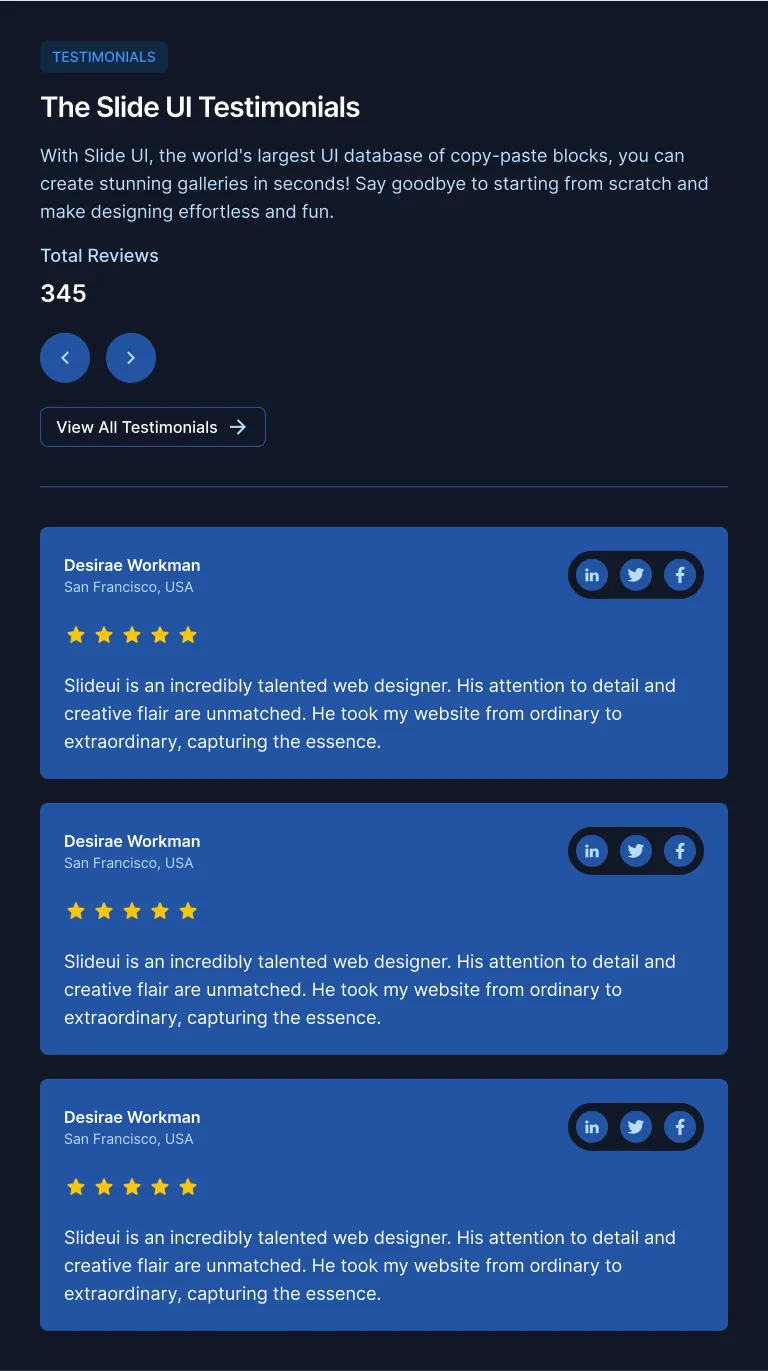 TESTIMONIALS
The Slide UI Testimonials
With Slide UI, the world's largest UI database of copy-paste blocks, you can
create stunning galleries in seconds! Say goodbye to starting from scratch and
make designing effortless and fun.
Total Reviews
345
View All Testimonials
Desirae Workman
San Francisco, USA
Slideui is an incredibly talented web designer. His attention to detail and
creative flair are unmatched. He took my website from ordinary to
extraordinary, capturing the essence.
Desirae Workman
San Francisco, USA
Slideui is an incredibly talented web designer. His attention to detail and
creative flair are unmatched. He took my website from ordinary to
extraordinary, capturing the essence.
Desirae Workman
San Francisco, USA
Slideui is an incredibly talented web designer. His attention to detail and
creative flair are unmatched. He took my website from ordinary to
extraordinary, capturing the essence.